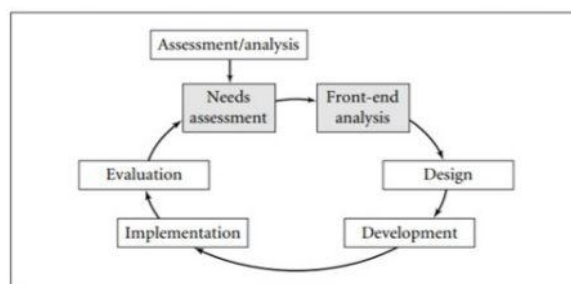 Assessment/analysis
Needs
assessment
Front-end
analysis
Evaluation
Design
Implementation
Development